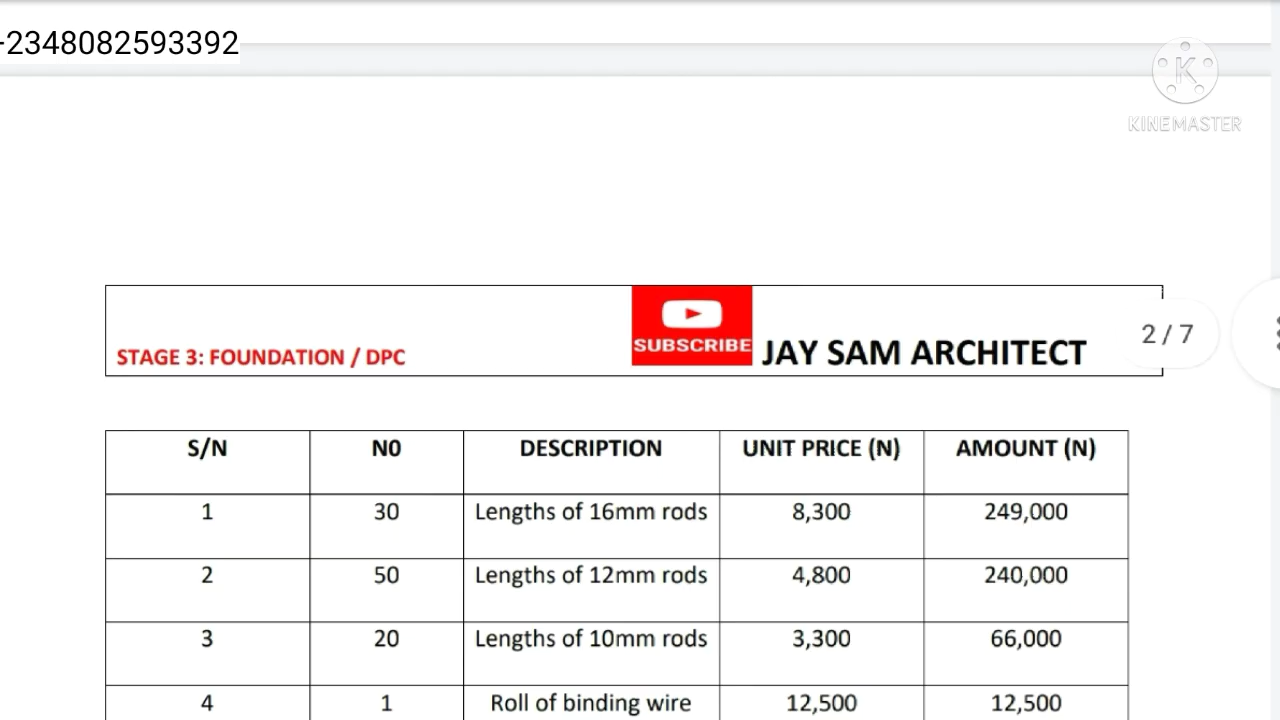 -2348082593392
K
KINEMASTER
SUBSCRIBE
STAGE 3: FOUNDATION / DPC
JAY SAM ARCHITECT
2 / 7
S/N N0 DESCRIPTION UNIT PRICE (N) AMOUNT (N)
1 30 Lengths of 16mm rods 8,300 249,000
2 50 Lengths of 12mm rods 4,800 240,000
3 20 Lengths of 10mm rods 3,300 66,000
4 1 Roll of binding wire 12,500 12,500